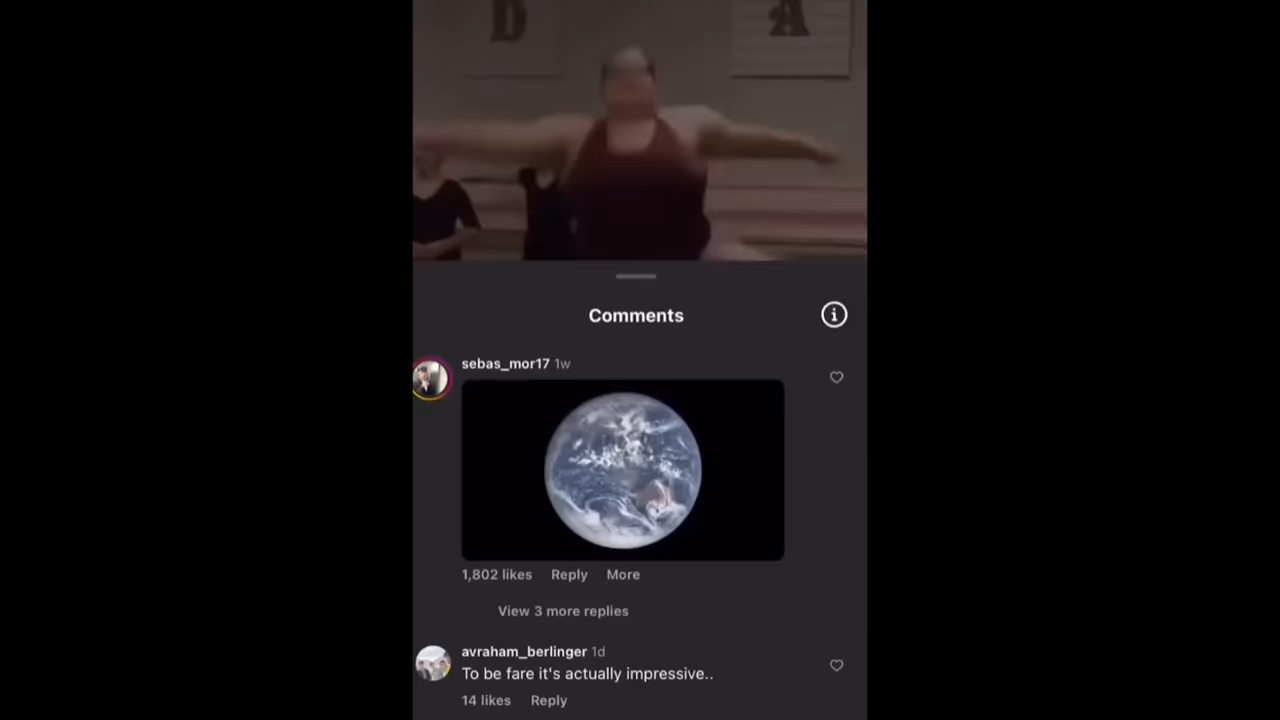 D A
Comments
sebas_mor17 1w
1,802 likes Reply More
View 3 more replies
avraham_berlinger 1d
To be fare it's actually impressive..
14 likes Reply